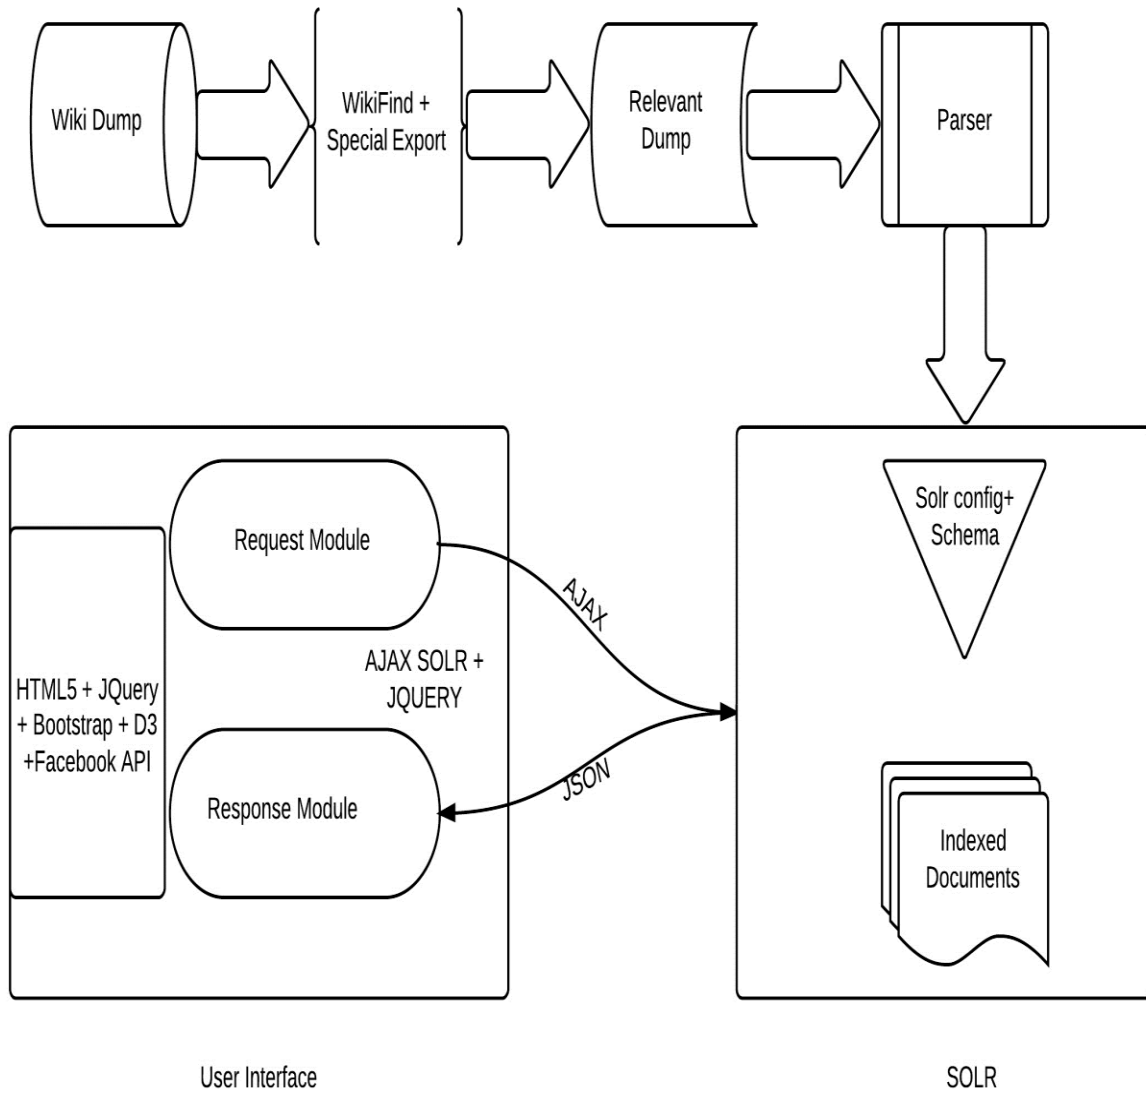 Wiki Dump
WikiFind +
Special Export
Relevant
Dump
Parser
Solr config+
Schema
Request Module
AJAX
AJAX SOLR +
JQUERY
HTML5 + JQuery
+ Bootstrap + D3
+Facebook API
JSON
Response Module
Indexed
Documents
User Interface
SOLR